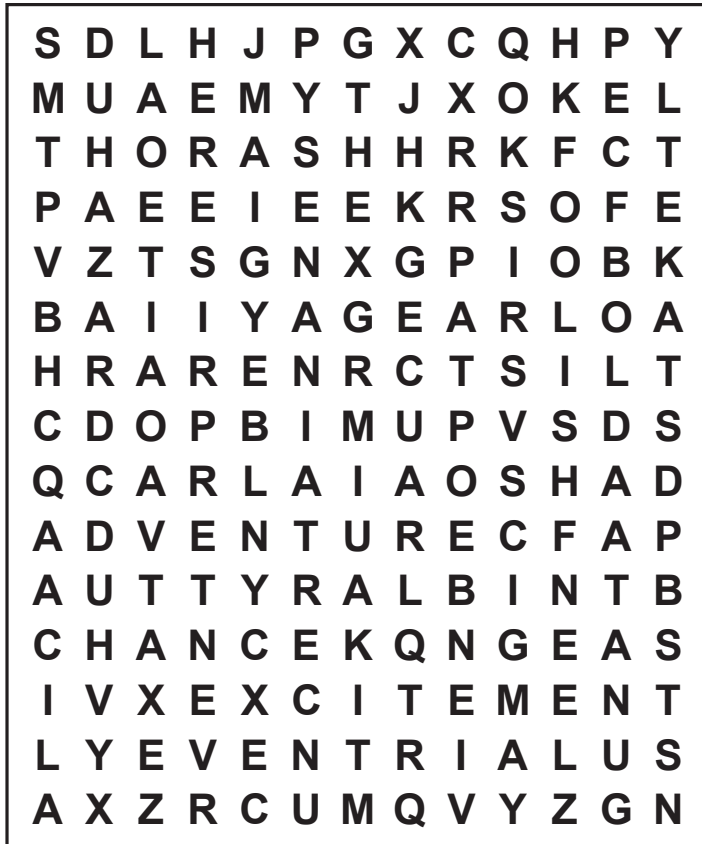 S D L H J P G X C Q H P Y
M U A E M Y T J X O K E L
T H O R A S H H R K F C T
P A E E I E E K R S O F E
V Z T S G N X G P I O B K
B A I I Y A G E A R L O A
H R A R E N R C T S I L T
C D O P B I M U P V S D S
Q C A R L A I A O S H A D
A D V E N T U R E C F A P
A U T T Y R A L B I N T B
C H A N C E K Q N G E A S
I V X E X C I T E M E N T
L Y E V E N T R I A L U S
A X Z R C U M Q V Y Z G N